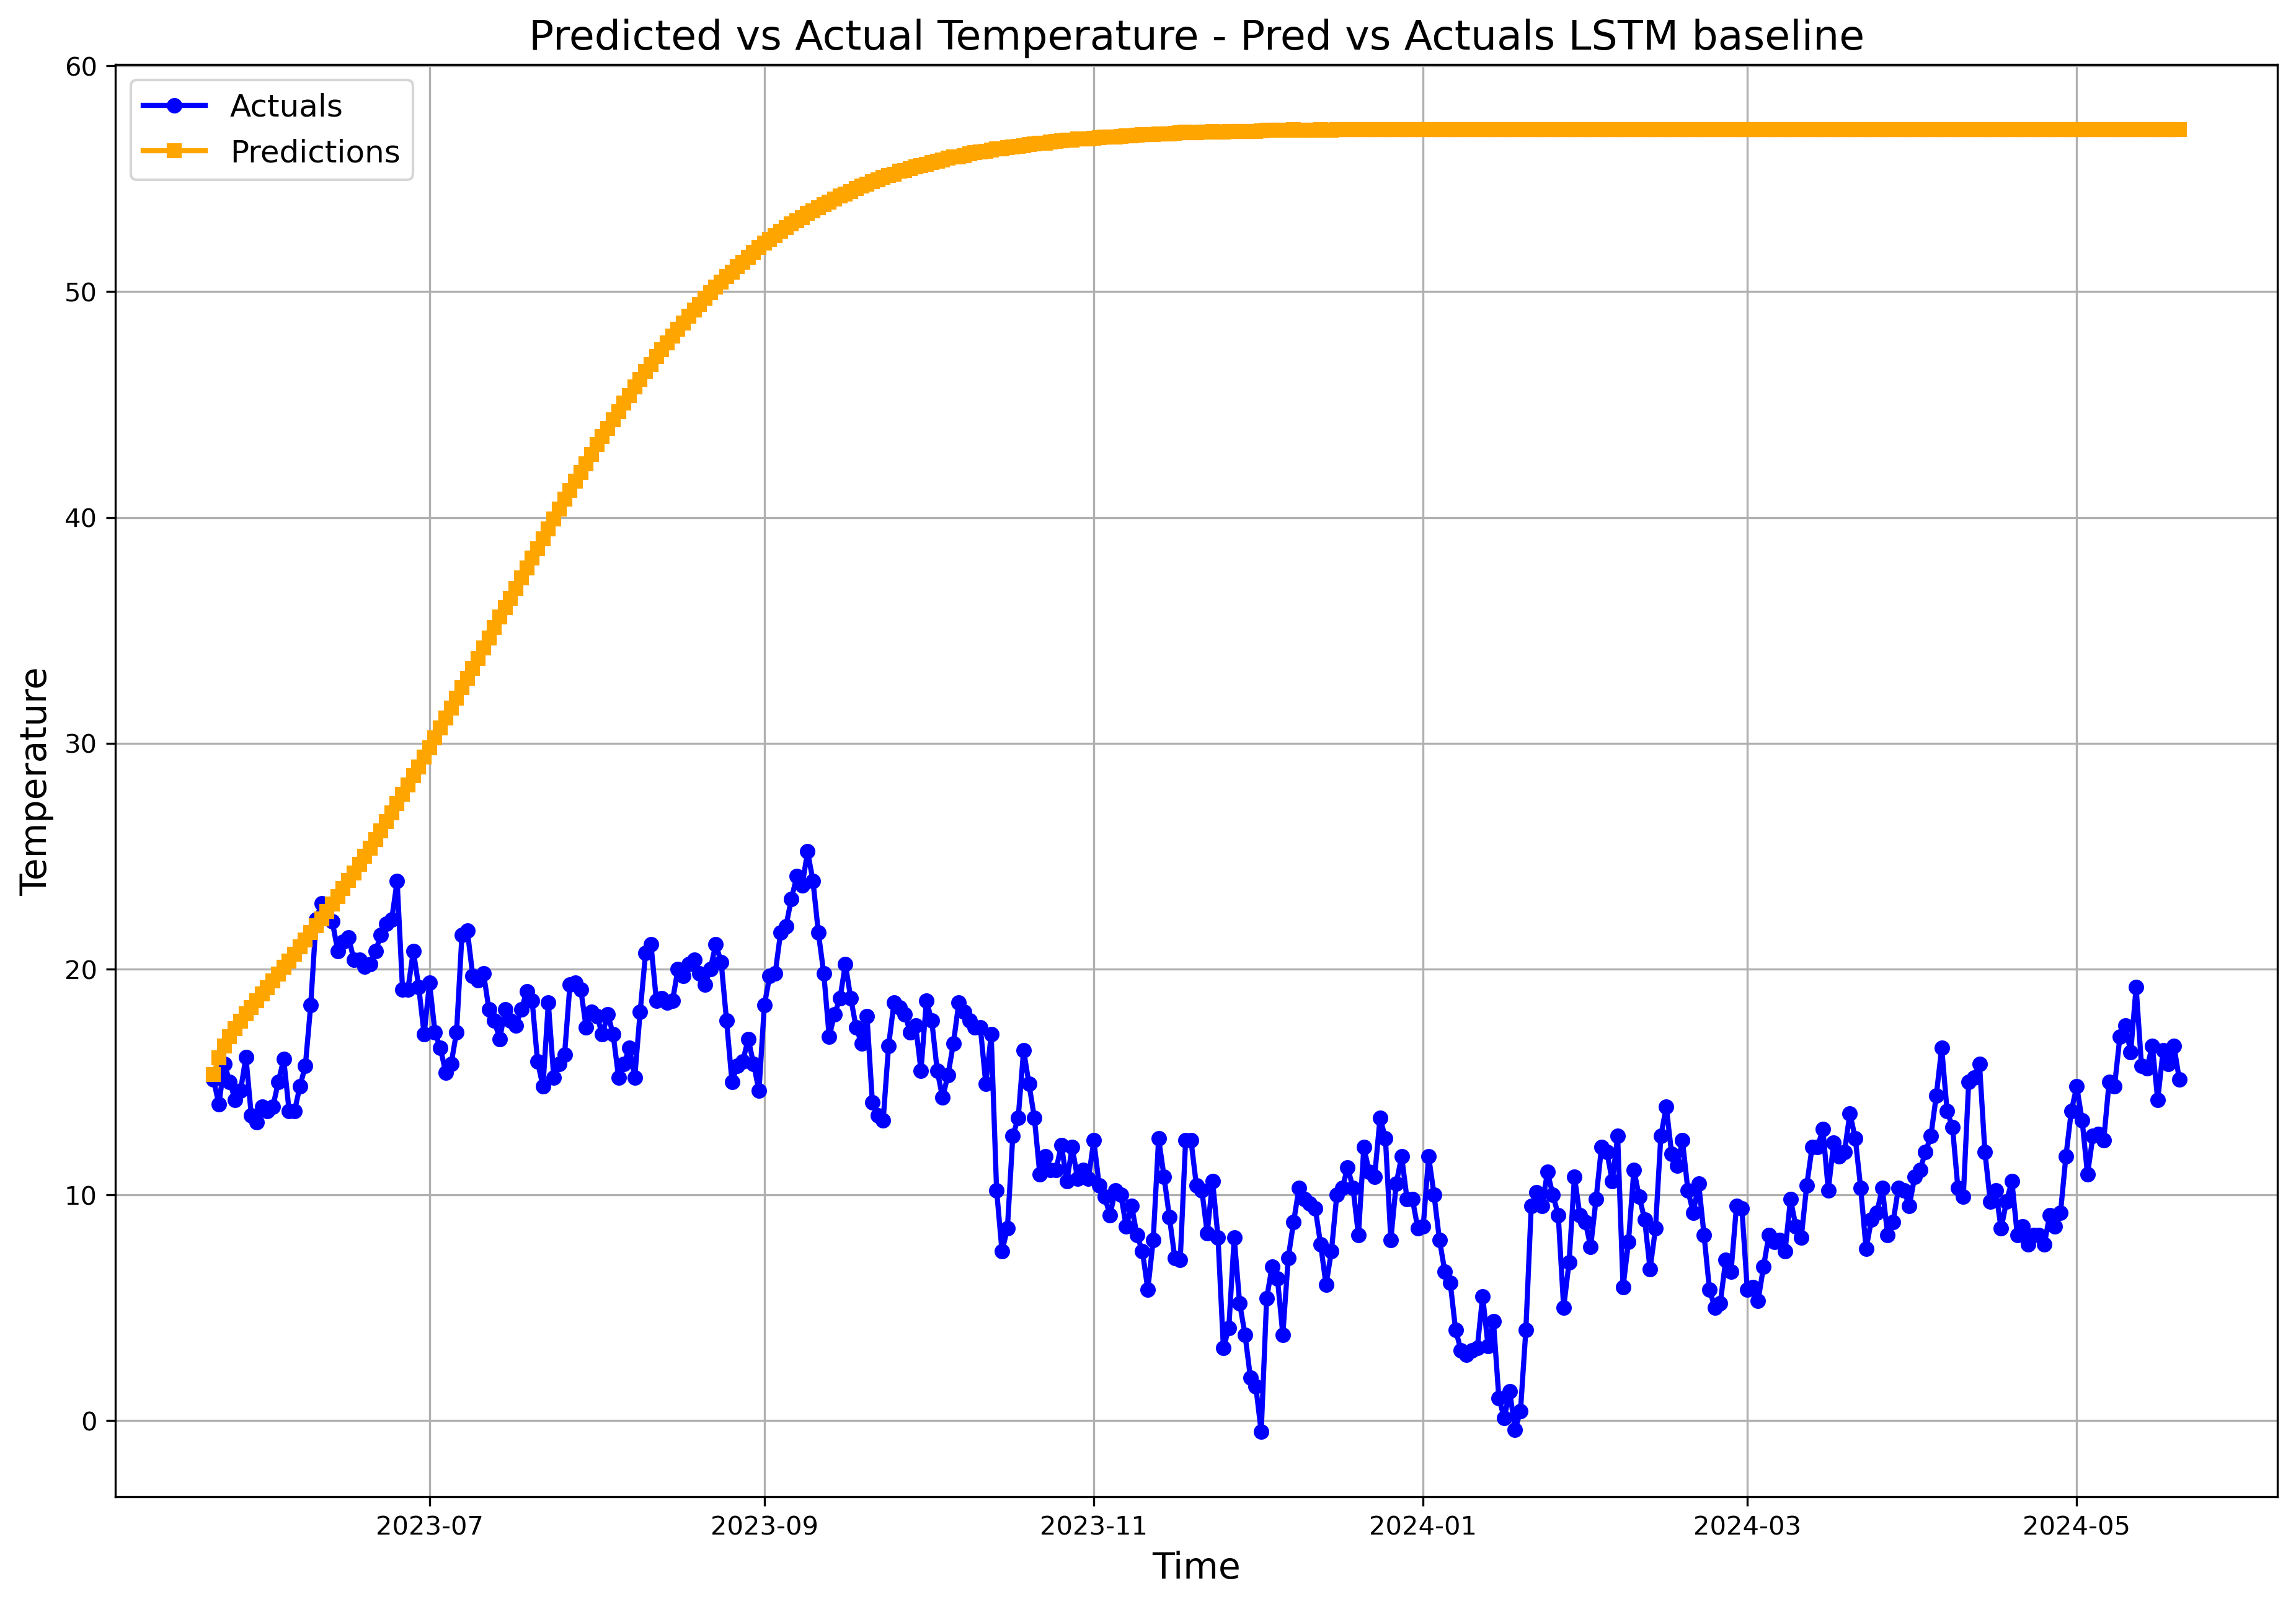 Predicted vs Actual Temperature - Pred vs Actuals LSTM baseline
Actuals
Predictions
Temperature
60
50
40
30
20
10
0
2023-07 2023-09 2023-11 2024-01 2024-03 2024-05
Time